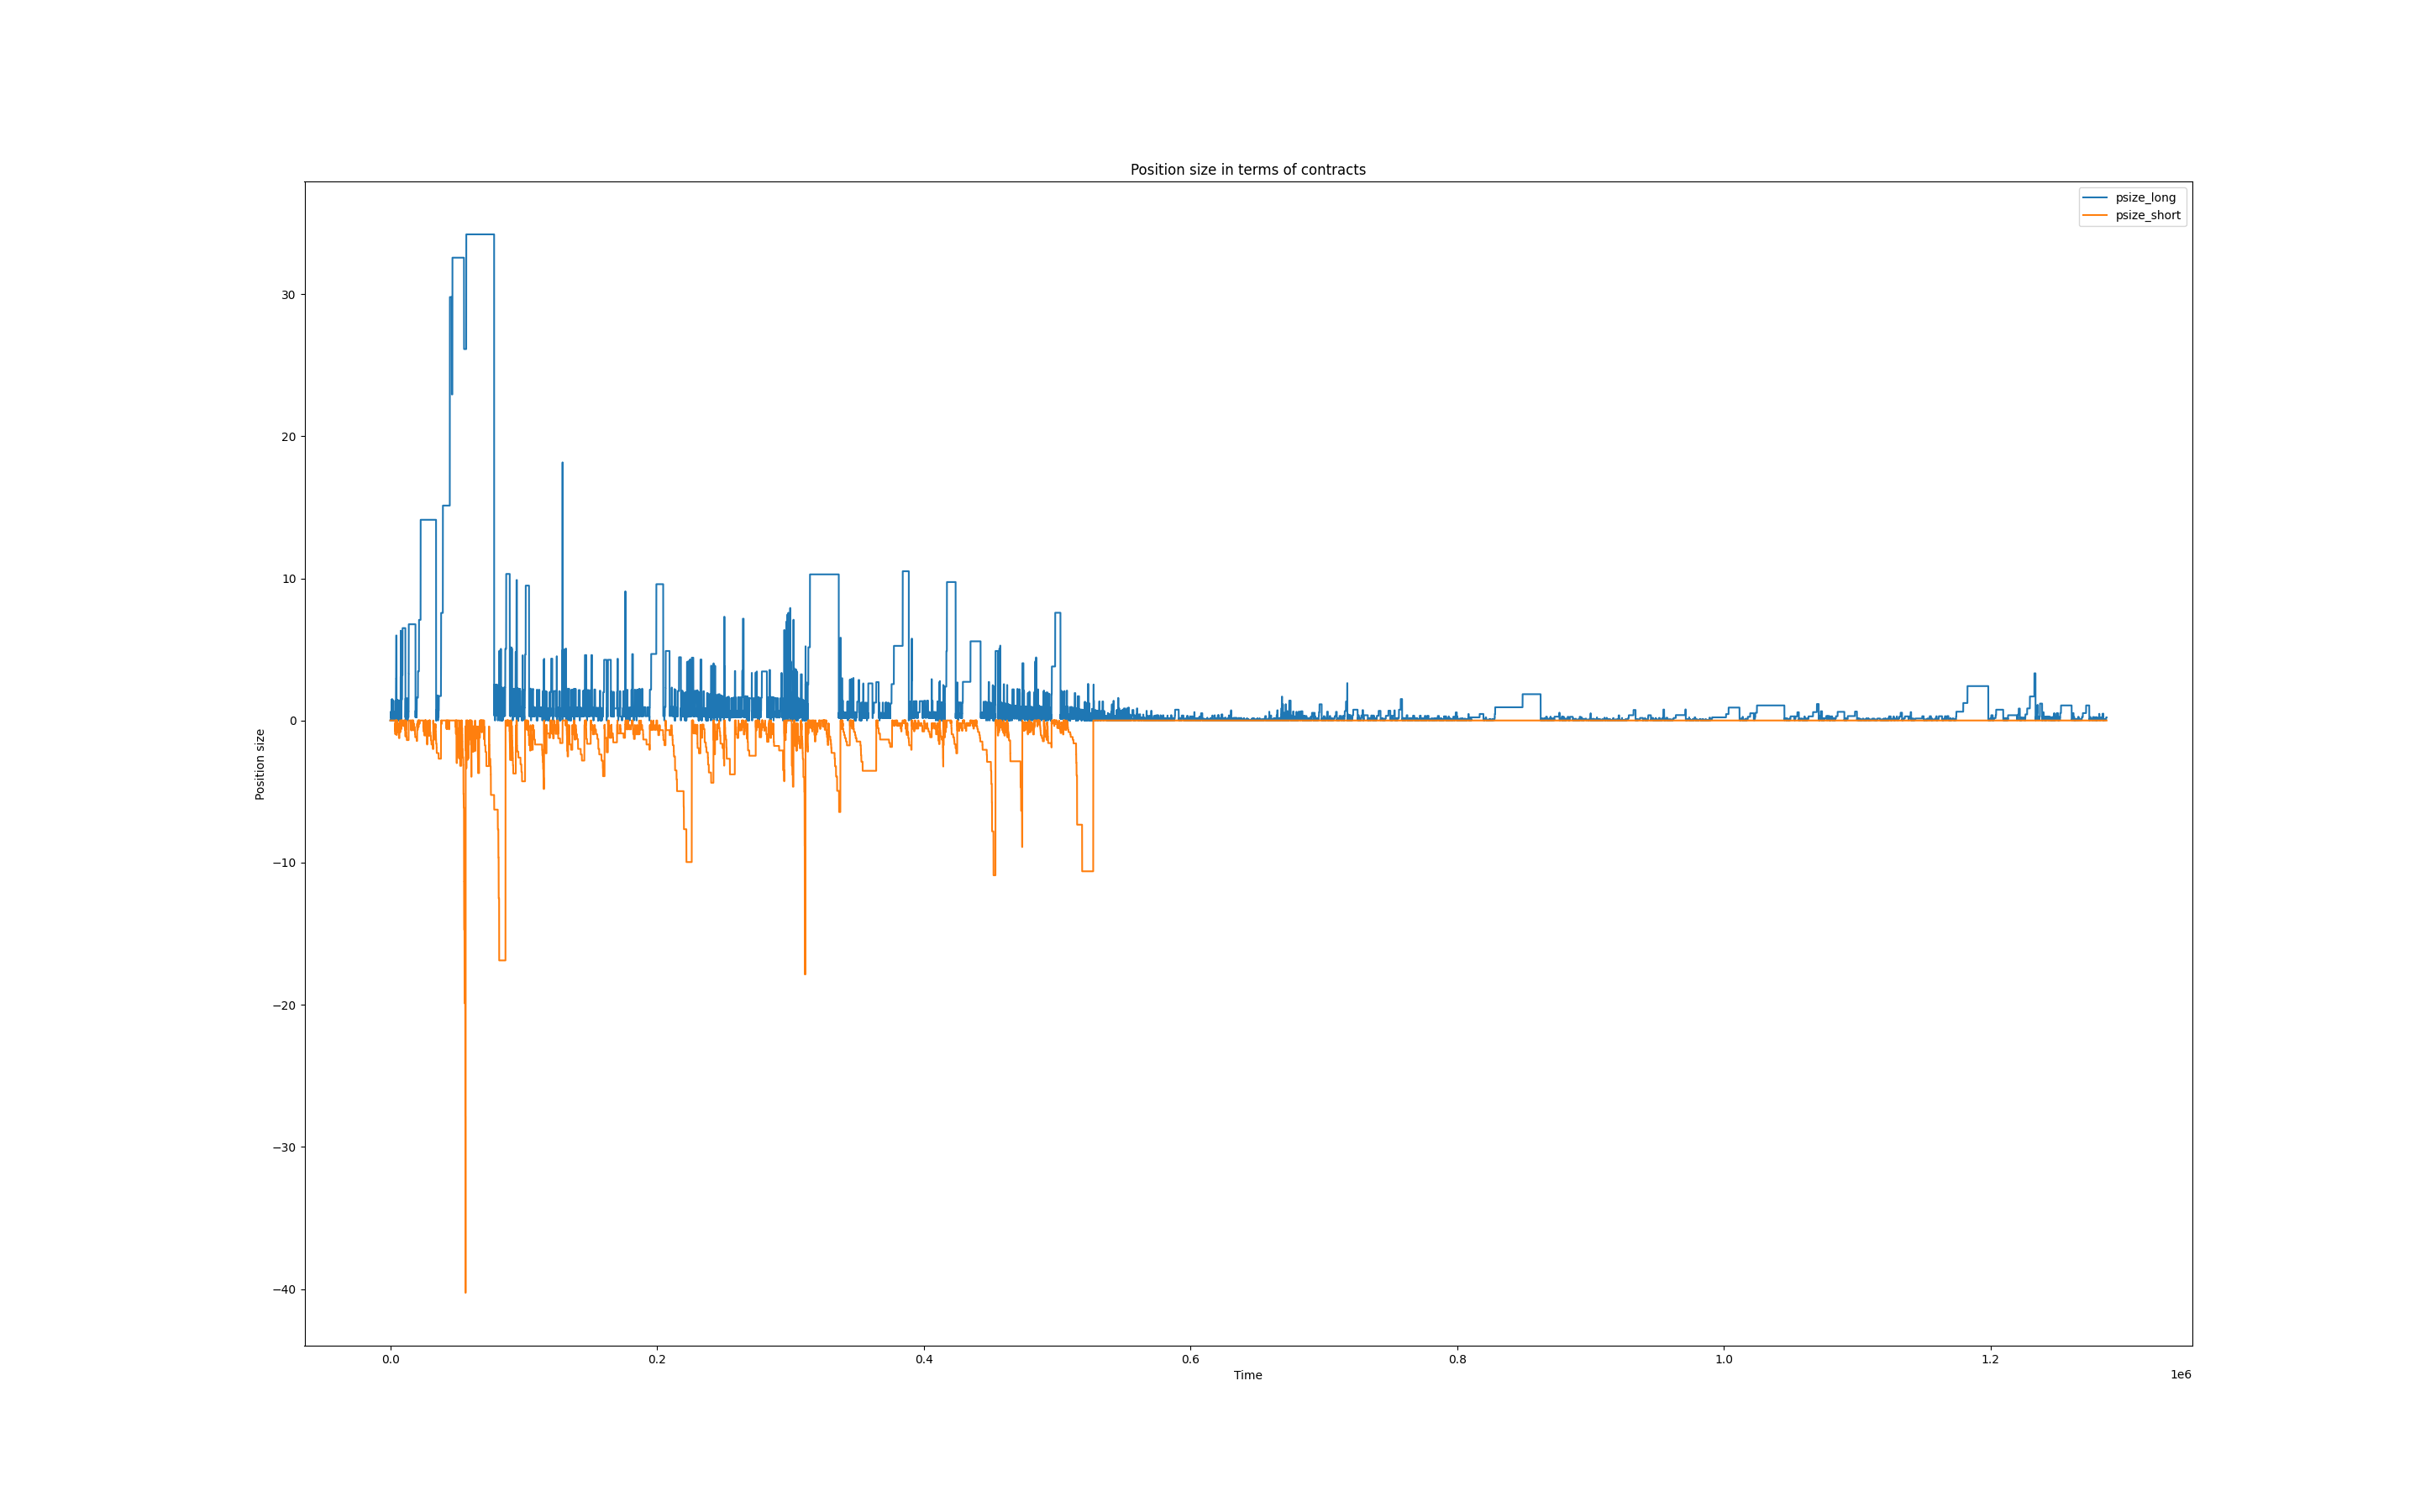 Position size in terms of contracts
psize_long
psize_short
30
20
10
0
−10
−20
−30
−40
Position size
0.0
0.2
0.4
0.6
0.8
1.0
1.2
1e6
Time